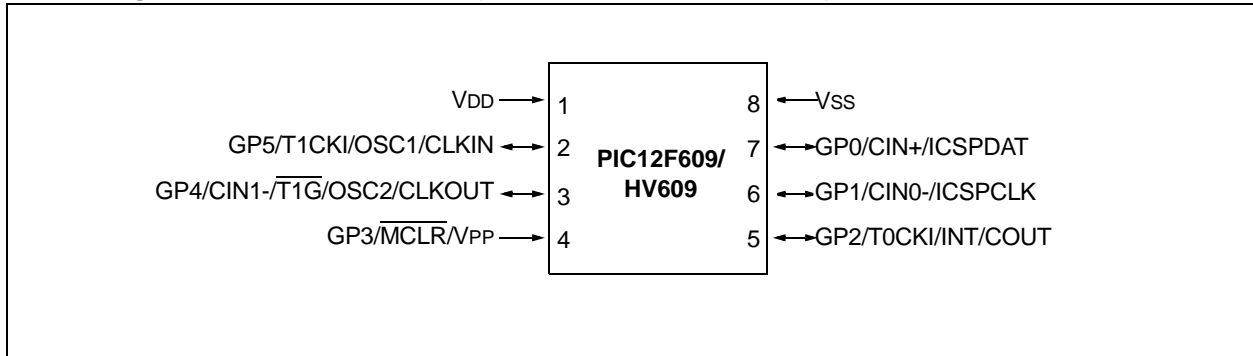 VDD 1 8 VSS
GP5/T1CKI/OSC1/CLKIN 2 PIC12F609/ 7 GP0/CIN+/ICSPDAT
GP4/CIN1-/T1G/OSC2/CLKOUT 3 HV609 6 GP1/CIN0-/ICSPCLK
GP3/MCLR/VPP 4 5 GP2/T0CKI/INT/COUT